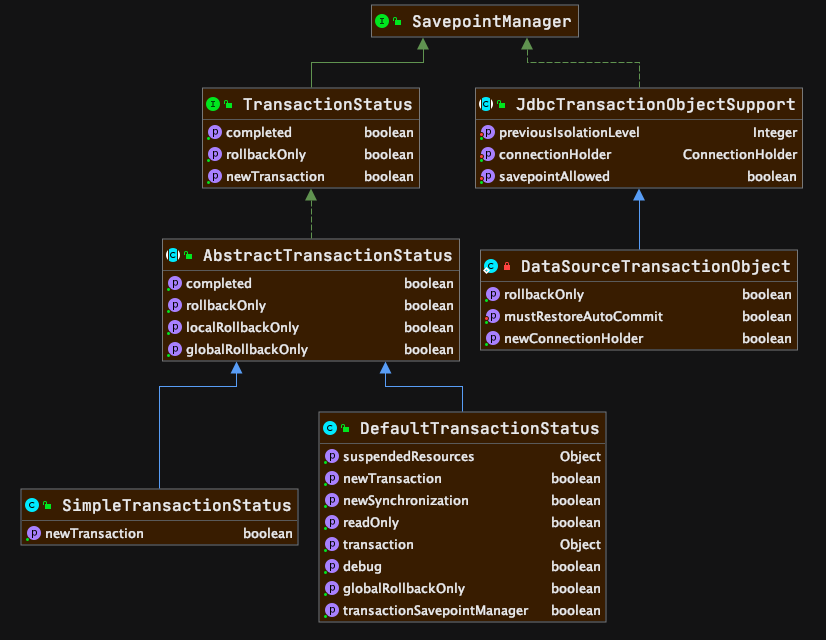 SavepointManager
TransactionStatus
completed boolean
rollbackOnly boolean
newTransaction boolean
JdbcTransactionObjectSupport
previousIsolationLevel Integer
connectionHolder ConnectionHolder
savepointAllowed boolean
AbstractTransactionStatus
completed boolean
rollbackOnly boolean
localRollbackOnly boolean
globalRollbackOnly boolean
DataSourceTransactionObject
rollbackOnly boolean
mustRestoreAutoCommit boolean
newConnectionHolder boolean
SimpleTransactionStatus
newTransaction boolean
DefaultTransactionStatus
suspendedResources Object
newTransaction boolean
newSynchronization boolean
readOnly boolean
transaction Object
debug boolean
globalRollbackOnly boolean
transactionSavepointManager boolean